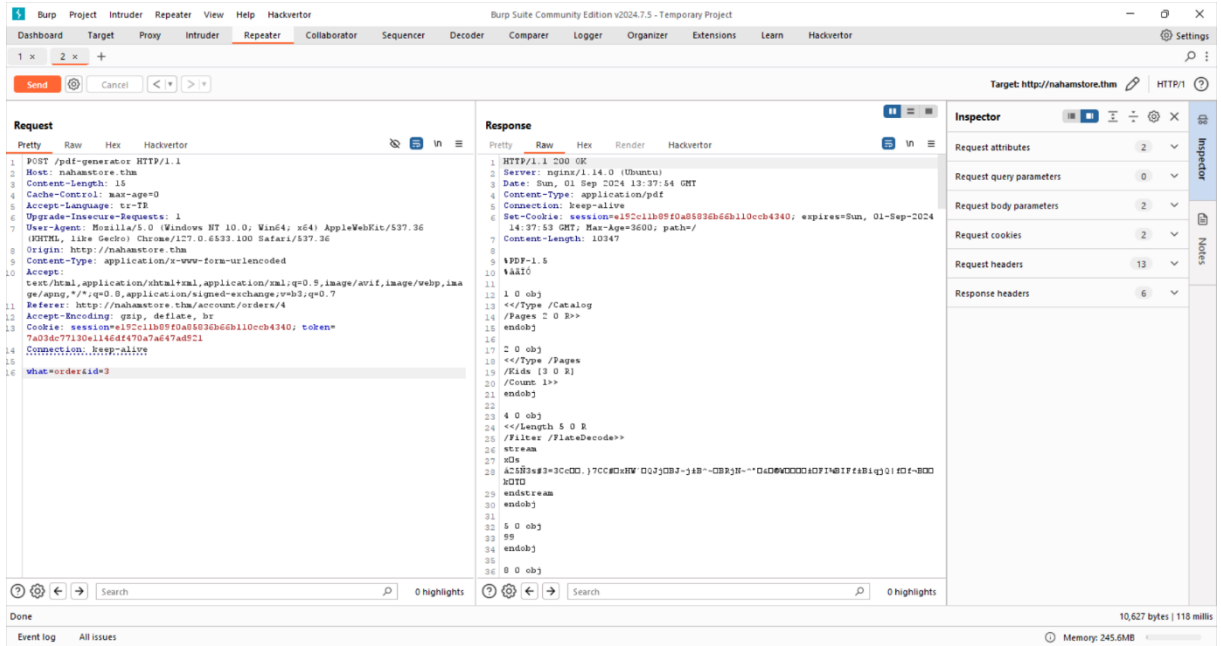 Burp Project Intruder Repeater View Help Hackvertor Burp Suite Community Edition v2024.7.5 - Temporary Project
Dashboard Target Proxy Intruder Repeater Collaborator Sequencer Decoder Comparer Logger Organizer Extensions Learn Hackvertor Settings
1 × 2 × +
Send Cancel < > Target: http://nahamstore.thm HTTP/1
Request
Pretty Raw Hex Hackvertor \n
1 POST /pdf-generator HTTP/1.1
2 Host: nahamstore.thm
3 Content-Length: 15
4 Cache-Control: max-age=0
5 Accept-Language: tr-TR
6 Upgrade-Insecure-Requests: 1
7 User-Agent: Mozilla/5.0 (Windows NT 10.0; Win64; x64) AppleWebKit/537.36
(KHTML, like Gecko) Chrome/127.0.6533.100 Safari/537.36
8 Origin: http://nahamstore.thm
9 Content-Type: application/x-www-form-urlencoded
10 Accept:
text/html,application/xhtml+xml,application/xml;q=0.9,image/avif,image/webp,ima
ge/apng,*/*;q=0.8,application/signed-exchange;v=b3;q=0.7
11 Referer: http://nahamstore.thm/account/orders/4
12 Accept-Encoding: gzip, deflate, br
13 Cookie: session=e192c11b89f0a85836b66b110ccb4340; token=
7a03dc77130e1146df470a7a647ad921
14 Connection: keep-alive
15
16 what=order&id=3
Search 0 highlights
Response
Pretty Raw Hex Render Hackvertor \n
1 HTTP/1.1 200 OK
2 Server: nginx/1.14.0 (Ubuntu)
3 Date: Sun, 01 Sep 2024 13:37:54 GMT
4 Content-Type: application/pdf
5 Connection: keep-alive
6 Set-Cookie: session=e192c11b89f0a85836b66b110ccb4340; expires=Sun, 01-Sep-2024
14:37:53 GMT; Max-Age=3600; path=/
7 Content-Length: 10347
8
9 %PDF-1.5
10
11
12 1 0 obj
13 <</Type /Catalog
14 /Pages 2 0 R>>
15 endobj
16
17 2 0 obj
18 <</Type /Pages
19 /Kids [3 0 R]
20 /Count 1>>
21 endobj
22
23 4 0 obj
24 <</Length 5 0 R
25 /Filter /FlateDecode>>
26 stream
27
28
29 endstream
30 endobj
31
32 5 0 obj
33 99
34 endobj
35
36 8 0 obj
Search 0 highlights
Inspector
Request attributes 2
Request query parameters 0
Request body parameters 2
Request cookies 2
Request headers 13
Response headers 6
Inspector
Notes
Done 10,627 bytes | 118 millis
Event log All issues Memory: 245.6MB